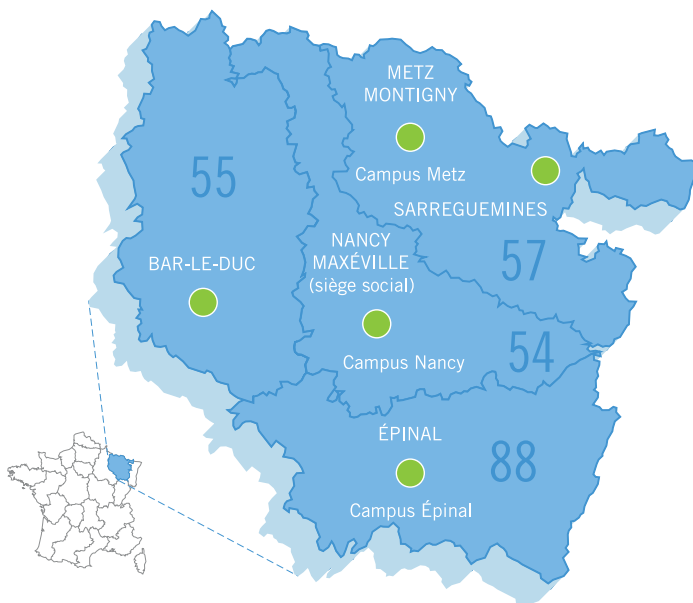 METZ
MONTIGNY
Campus Metz
55
SARREGUEMINES
NANCY
MAXÉVILLE
(siège social)
57
BAR-LE-DUC
54
Campus Nancy
ÉPINAL
88
Campus Épinal